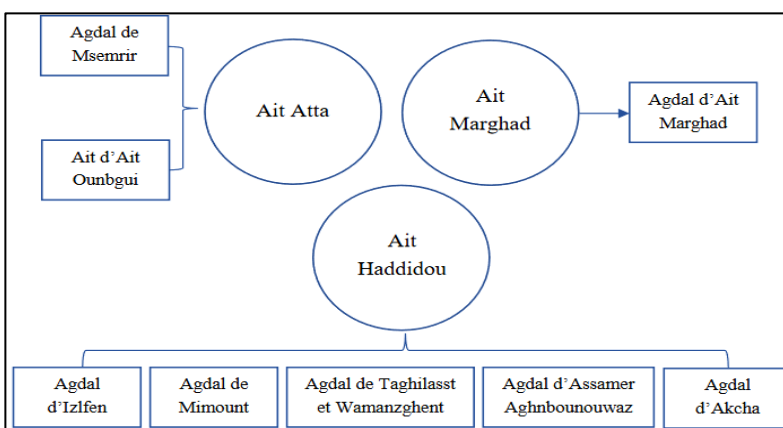 Agdal de
Msemrir
Ait d’Ait
Ounbgui
Ait Atta
Ait
Marghad
Agdal d’Ait
Marghad
Ait
Haddidou
Agdal
d’Izlfen
Agdal de
Mimount
Agdal de Taghilasst
et Wamanzghent
Agdal d’Assamer
Aghnbounouwaz
Agdal
d’Akcha